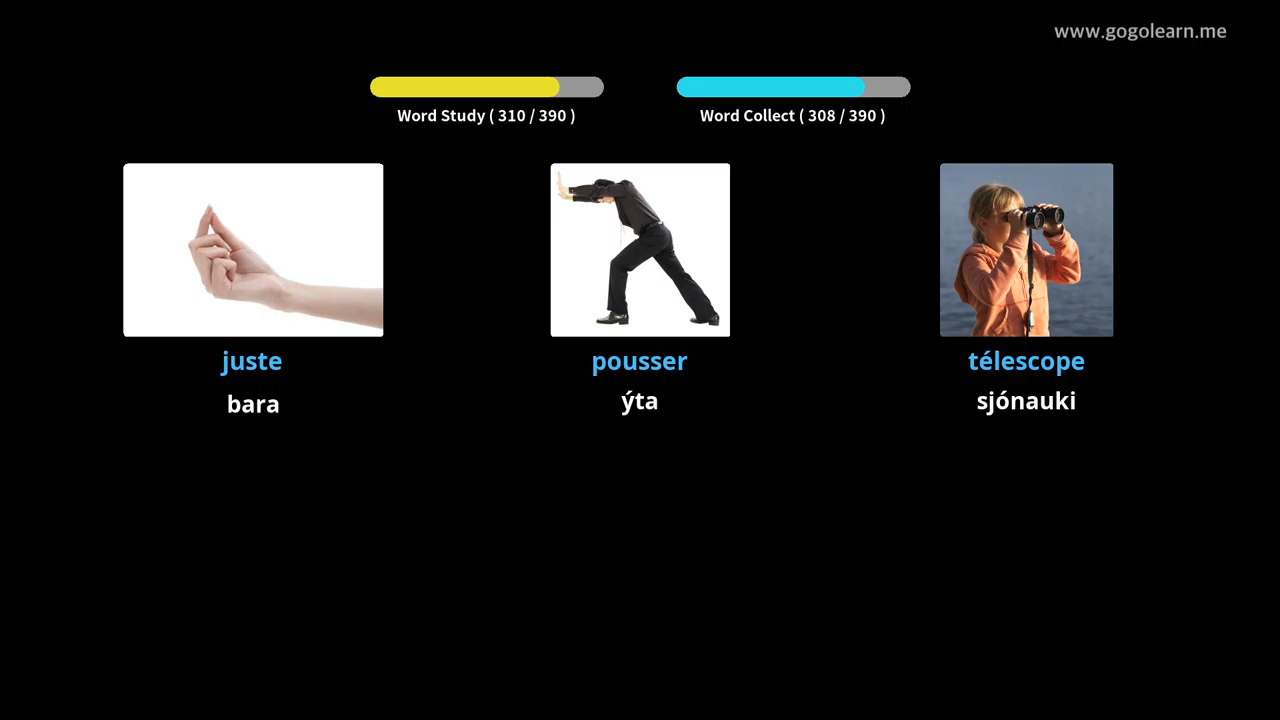 www.gogolearn.me
Word Study ( 310 / 390 )
Word Collect ( 308 / 390 )
juste
pousser
télescope
bara
ýta
sjónauki